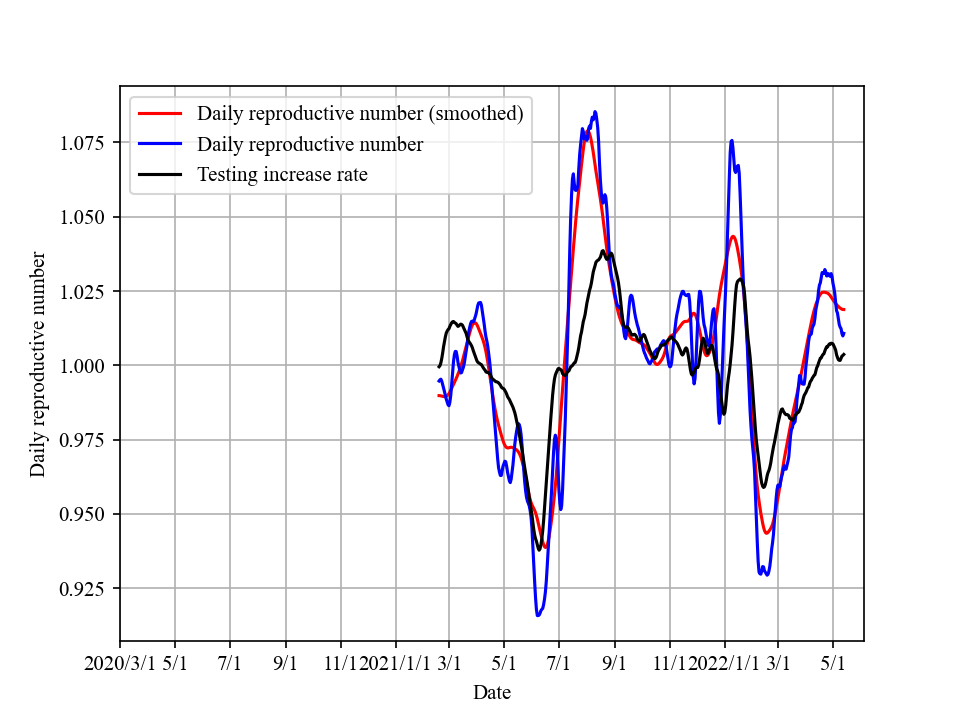 Daily reproductive number (smoothed)
Daily reproductive number
Testing increase rate
Daily reproductive number
1.075
1.050
1.025
1.000
0.975
0.950
0.925
2020/3/1 5/1 7/1 9/1 11/1 2021/1/1 3/1 5/1 7/1 9/1 11/1 2022/1/1 3/1 5/1
Date